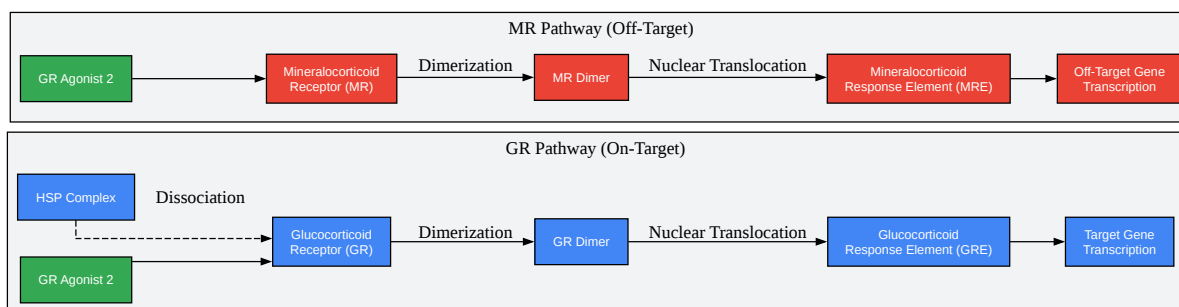 MR Pathway (Off-Target)
GR Agonist 2
Mineralocorticoid
Receptor (MR)
Dimerization
MR Dimer
Nuclear Translocation
Mineralocorticoid
Response Element (MRE)
Off-Target Gene
Transcription
GR Pathway (On-Target)
HSP Complex
Dissociation
GR Agonist 2
Glucocorticoid
Receptor (GR)
Dimerization
GR Dimer
Nuclear Translocation
Glucocorticoid
Response Element (GRE)
Target Gene
Transcription